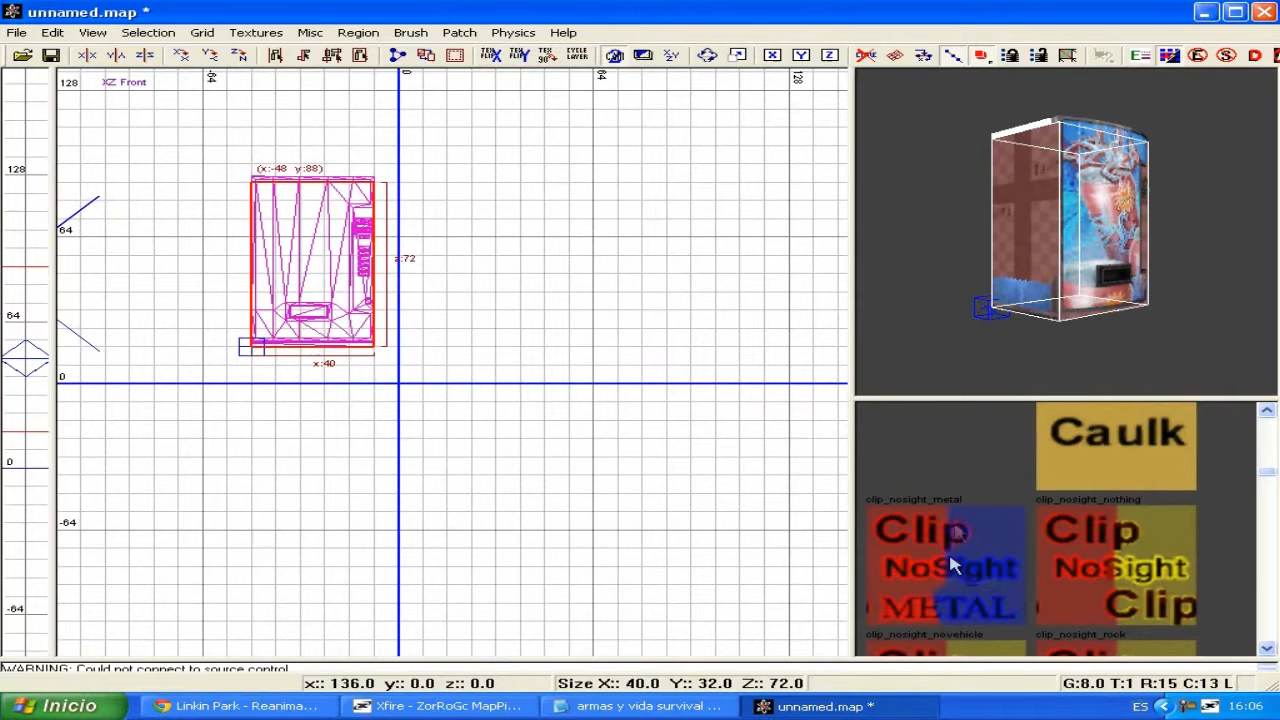 unnamed.map *
File Edit View Selection Grid Textures Misc Region Brush Patch Physics Help
128 XZ Front 64 0 64 128
(x:-48 y:88)
128
64
z:72
64
x:40
0
0
-64
-64
Caulk
clip_nosight_metal clip_nosight_nothing
Clip Clip
NoSight NoSight
METAL Clip
clip_nosight_novehicle clip_nosight_rock
WARNING: Could not connect to source control
x:: 136.0 y:: 0.0 z:: 0.0 Size X:: 40.0 Y:: 32.0 Z:: 72.0 G:8.0 T:1 R:15 C:13 L
Inicio Linkin Park - Reanima... Xfire - ZorRoGc MapPi... armas y vida survival ... unnamed.map * ES 16:06